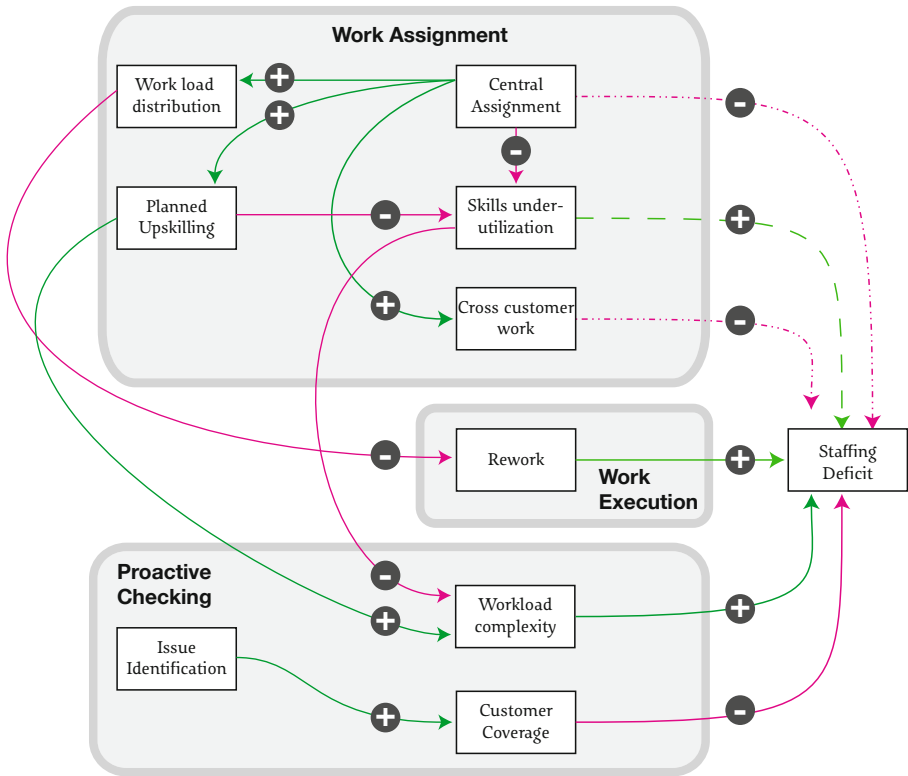 Work Assignment
Work load
distribution
+
+
Central
Assignment
-
-
Planned
Upskilling
-
Skills under-
utilization
+
+
Cross customer
work
-
-
Rework
+
Work
Execution
Staffing
Deficit
Proactive
Checking
-
+
Workload
complexity
+
Issue
Identification
+
Customer
Coverage
-